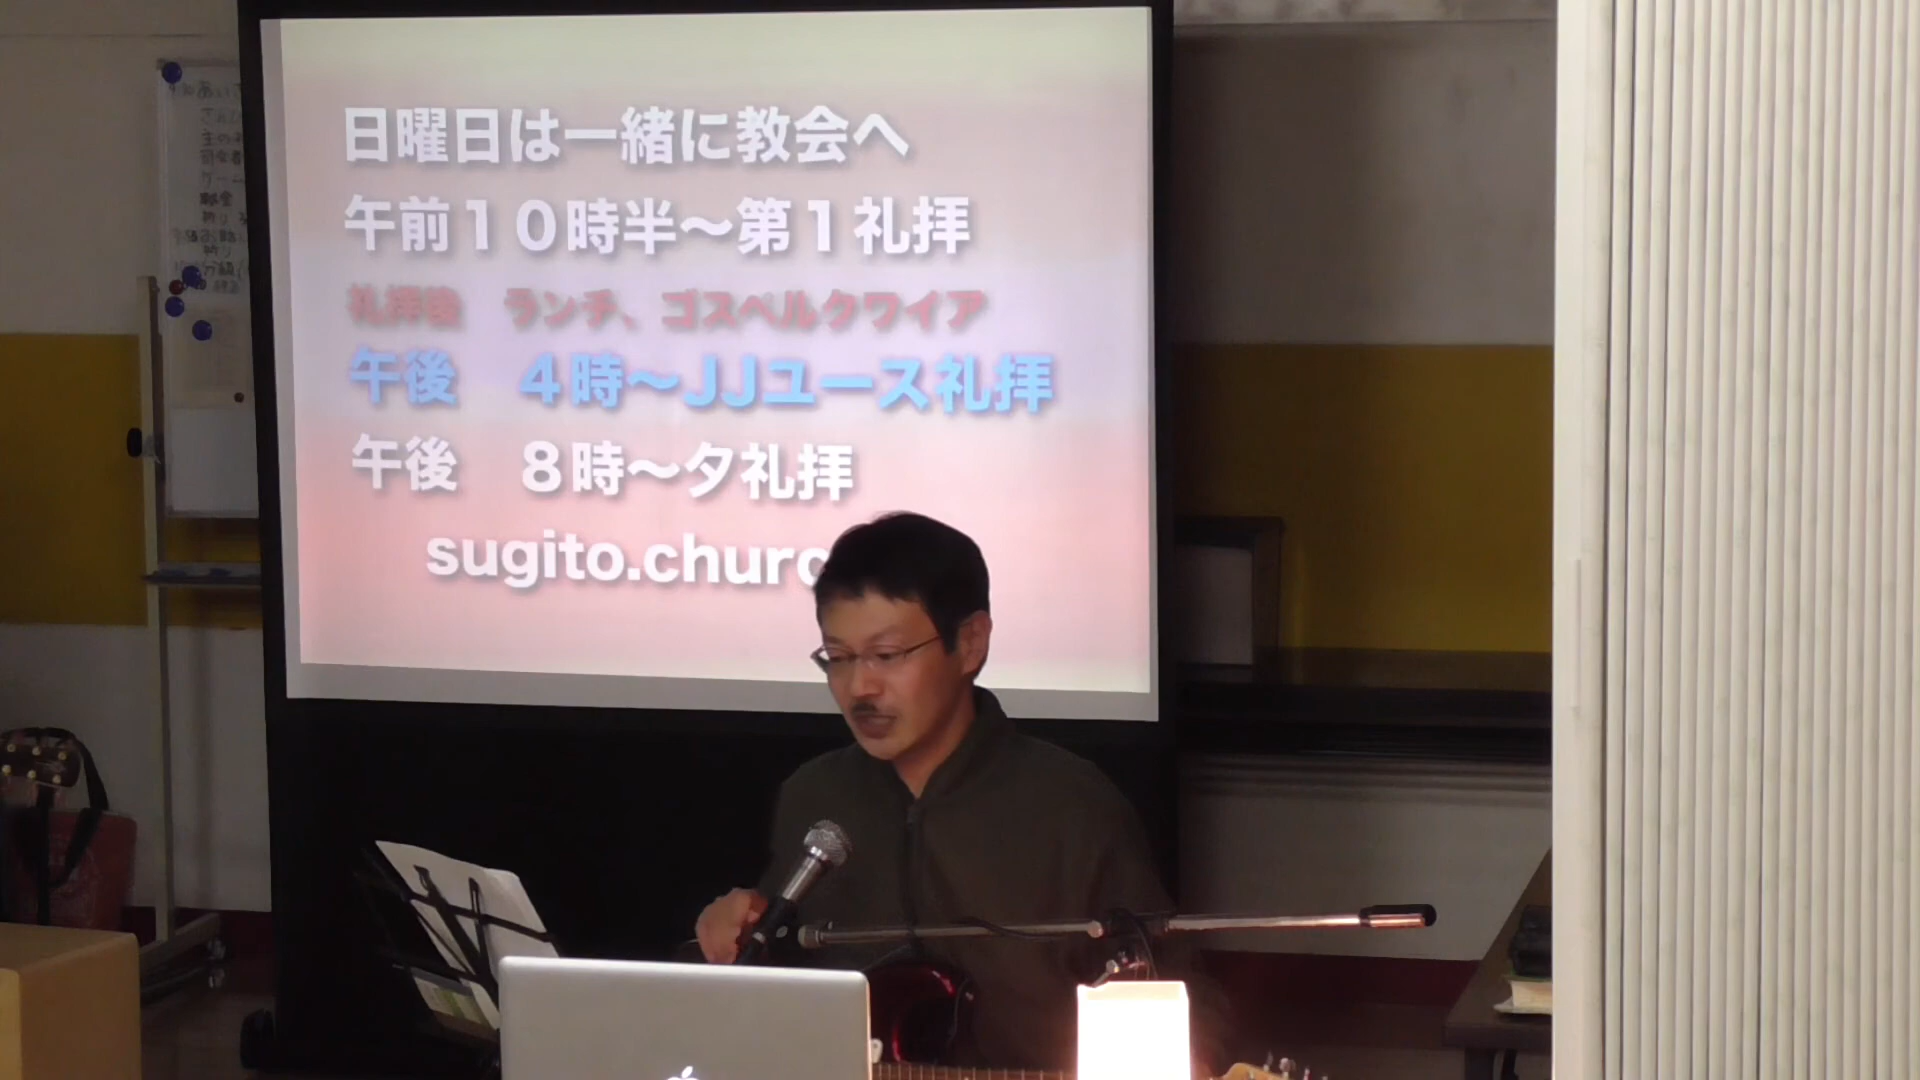 日曜日は一緒に教会へ
午前１０時半〜第１礼拝
礼拝後　ランチ、ゴスペルクワイア
午後　４時〜JJユース礼拝
午後　８時〜夕礼拝
sugito.churc